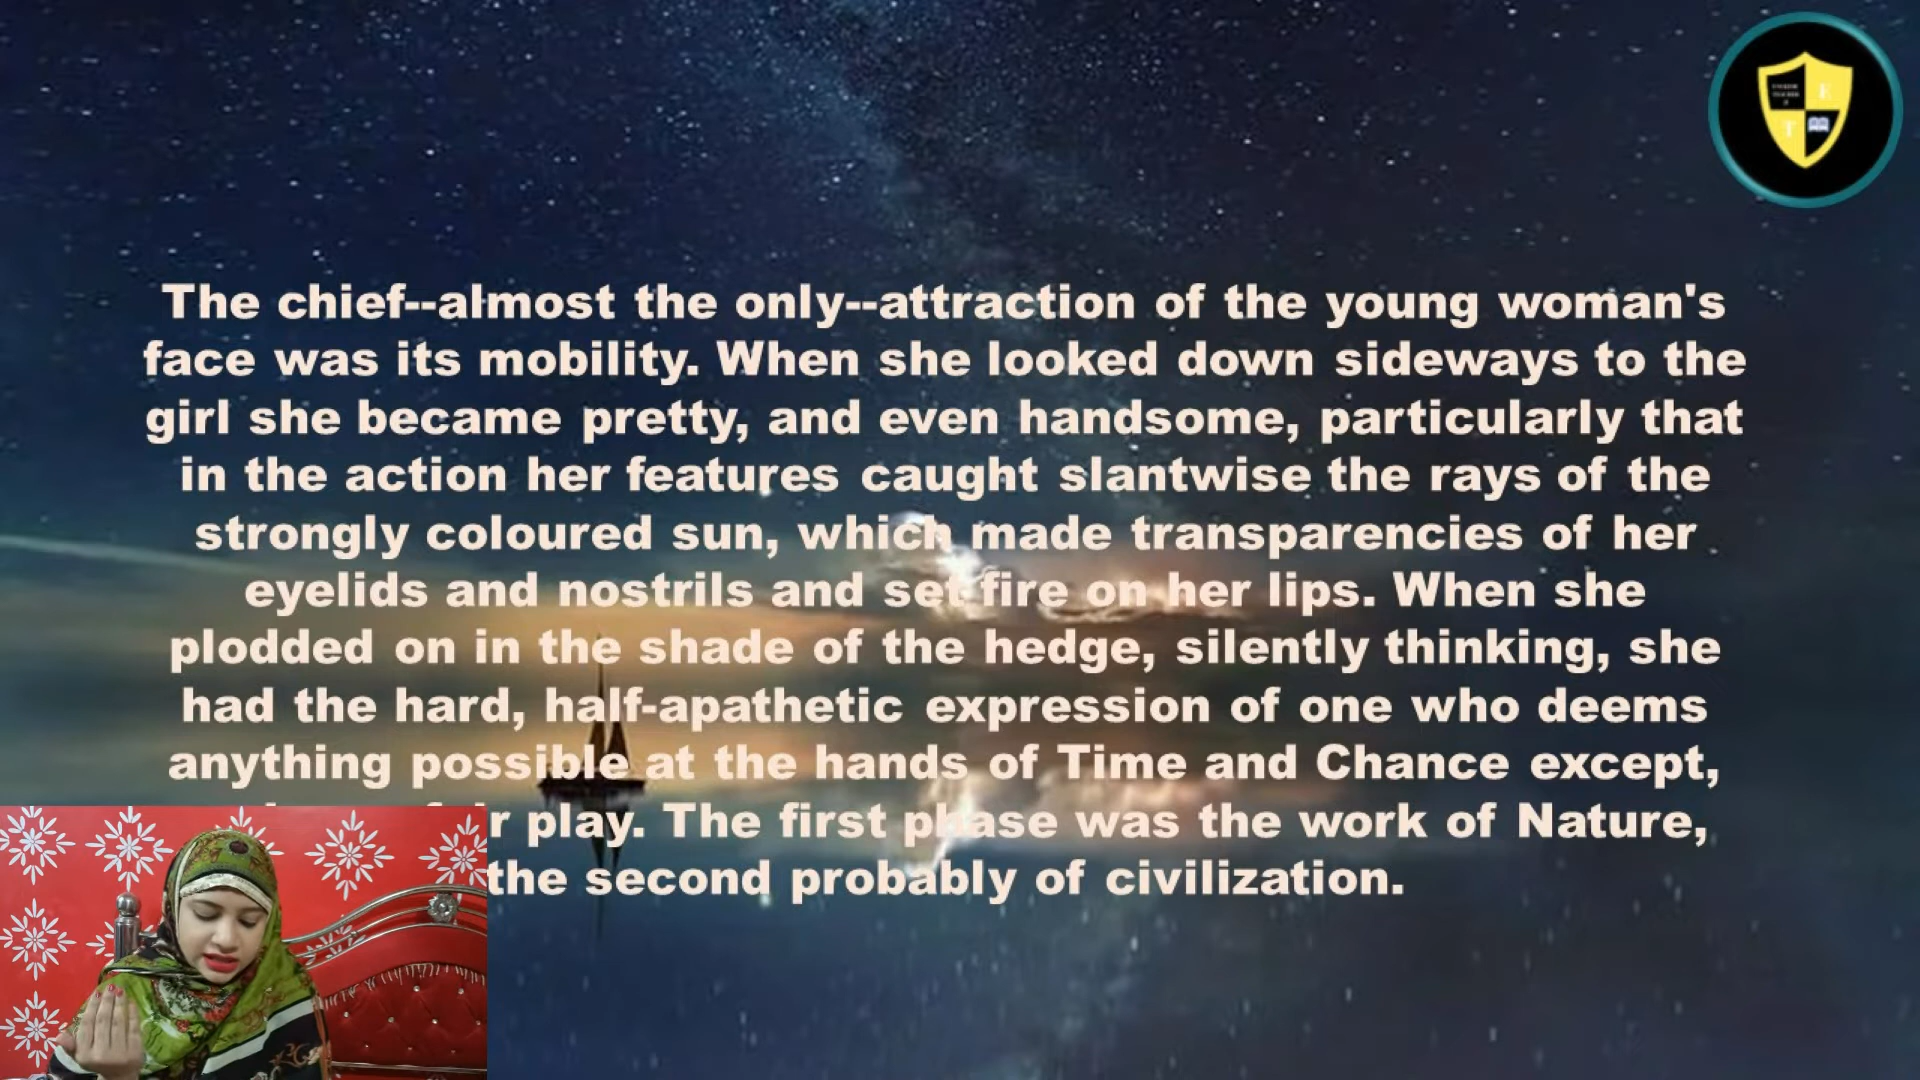 The chief--almost the only--attraction of the young woman's
face was its mobility. When she looked down sideways to the
girl she became pretty, and even handsome, particularly that
in the action her features caught slantwise the rays of the
strongly coloured sun, which made transparencies of her
eyelids and nostrils and set fire on her lips. When she
plodded on in the shade of the hedge, silently thinking, she
had the hard, half-apathetic expression of one who deems
anything possible at the hands of Time and Chance except,
play. The first phase was the work of Nature,
the second probably of civilization.
E
T